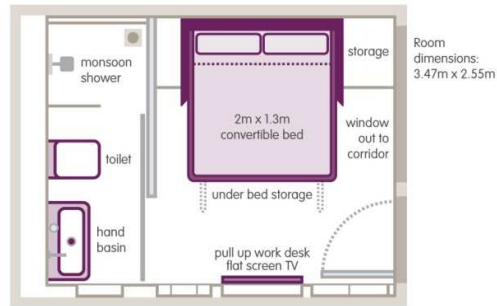 monsoon
shower
storage
Room
dimensions:
3.47m x 2.55m
2m x 1.3m
convertible bed
window
out to
corridor
toilet
under bed storage
hand
basin
pull up work desk
flat screen TV